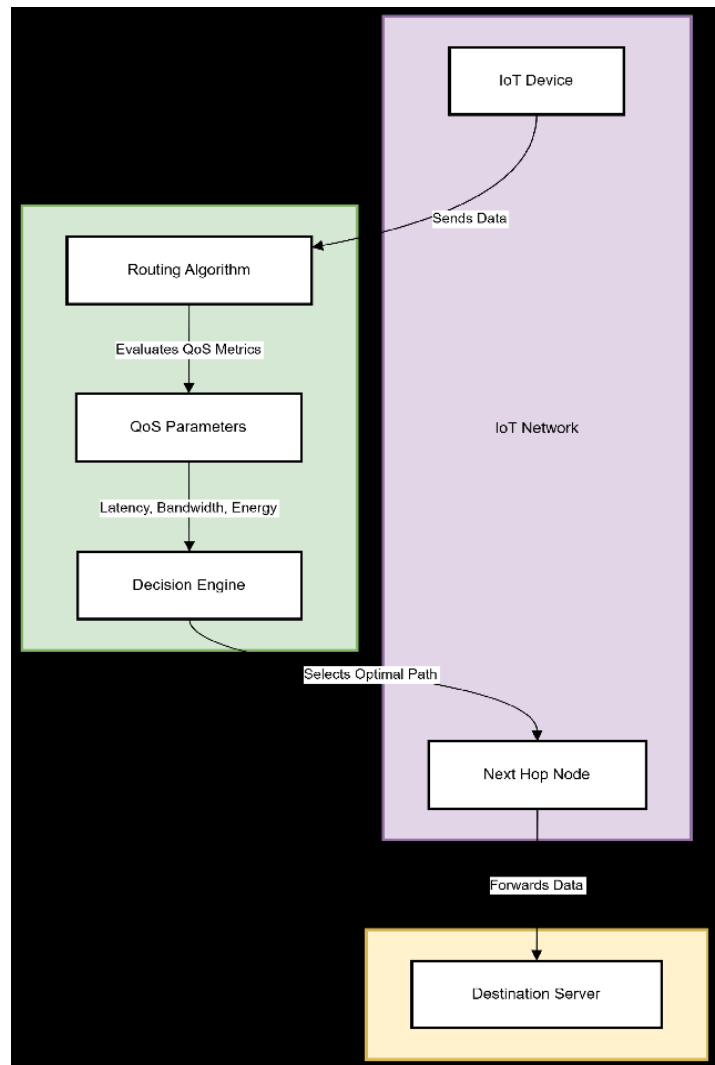 IoT Device
Sends Data
Routing Algorithm
Evaluates QoS Metrics
QoS Parameters
IoT Network
Latency, Bandwidth, Energy
Decision Engine
Selects Optimal Path
Next Hop Node
Forwards Data
Destination Server